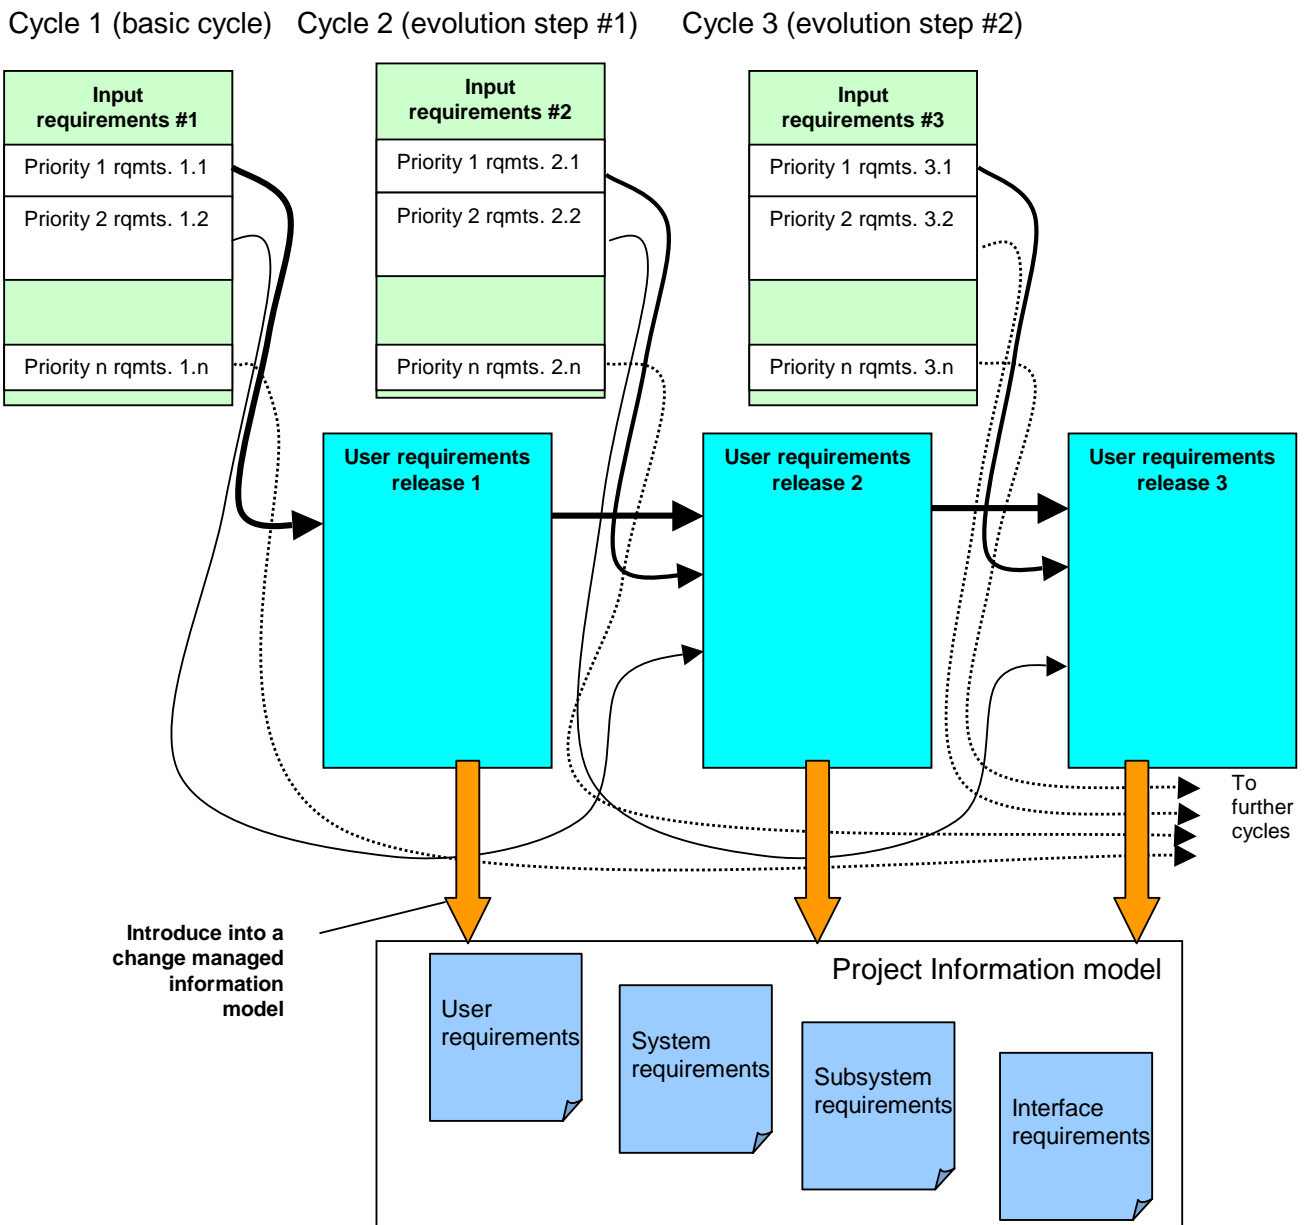 Cycle 1 (basic cycle)
Cycle 2 (evolution step #1)
Cycle 3 (evolution step #2)
Input
requirements #1
Priority 1 rqmts. 1.1
Priority 2 rqmts. 1.2
Priority n rqmts. 1.n
Input
requirements #2
Priority 1 rqmts. 2.1
Priority 2 rqmts. 2.2
Priority n rqmts. 2.n
Input
requirements #3
Priority 1 rqmts. 3.1
Priority 2 rqmts. 3.2
Priority n rqmts. 3.n
User requirements
release 1
User requirements
release 2
User requirements
release 3
To
further
cycles
Introduce into a
change managed
information
model
Project Information model
User
requirements
System
requirements
Subsystem
requirements
Interface
requirements